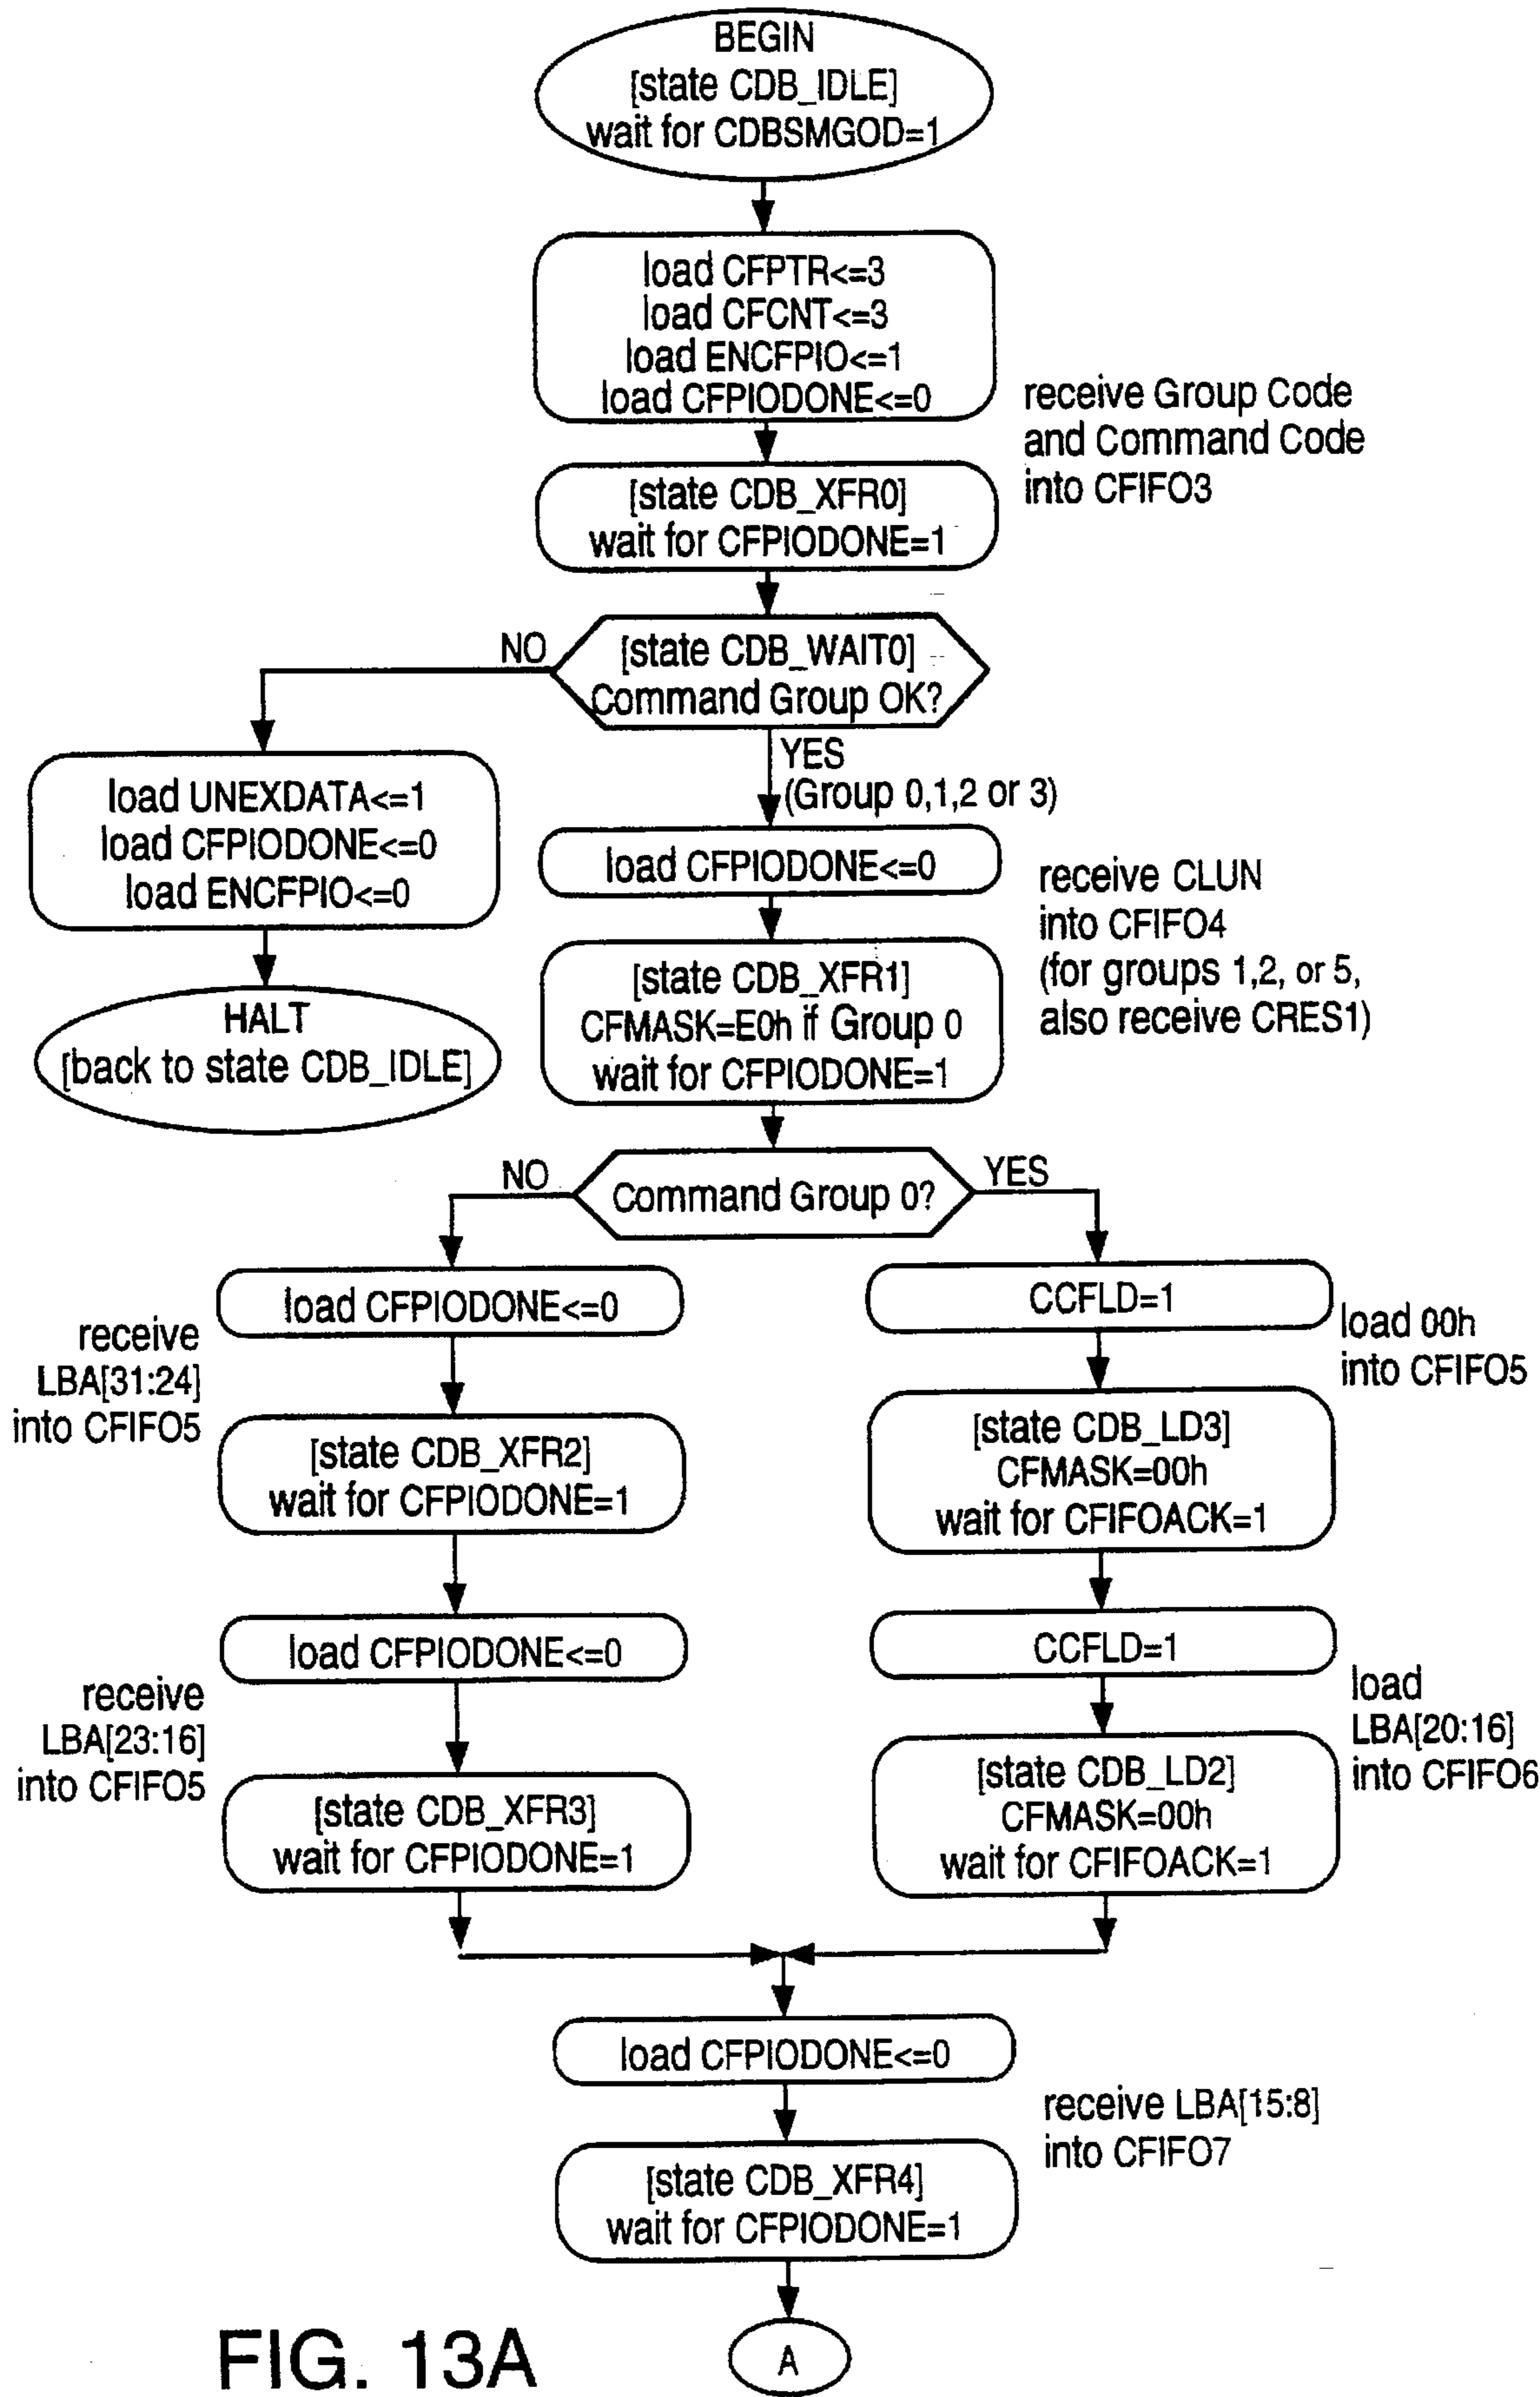 BEGIN
[state CDB_IDLE]
wait for CDBSMGOD=1
load CFPTR<=3
load CFCNT<=3
load ENCFPIO<=1
load CFPIODONE<=0
receive Group Code
and Command Code
into CFIFO3
[state CDB_XFR0]
wait for CFPIODONE=1
NO
[state CDB_WAIT0]
Command Group OK?
YES
(Group 0,1,2 or 3)
load UNEXDATA<=1
load CFPIODONE<=0
load ENCFPIO<=0
HALT
[back to state CDB_IDLE]
load CFPIODONE<=0
receive CLUN
into CFIFO4
(for groups 1,2, or 5,
also receive CRES1)
[state CDB_XFR1]
CFMASK=E0h if Group 0
wait for CFPIODONE=1
NO
Command Group 0?
YES
load CFPIODONE<=0
receive
LBA[31:24]
into CFIFO5
[state CDB_XFR2]
wait for CFPIODONE=1
load CFPIODONE<=0
receive
LBA[23:16]
into CFIFO5
[state CDB_XFR3]
wait for CFPIODONE=1
CCFLD=1
load 00h
into CFIFO5
[state CDB_LD3]
CFMASK=00h
wait for CFIFOACK=1
CCFLD=1
load
LBA[20:16]
into CFIFO6
[state CDB_LD2]
CFMASK=00h
wait for CFIFOACK=1
load CFPIODONE<=0
receive LBA[15:8]
into CFIFO7
[state CDB_XFR4]
wait for CFPIODONE=1
A
FIG. 13A